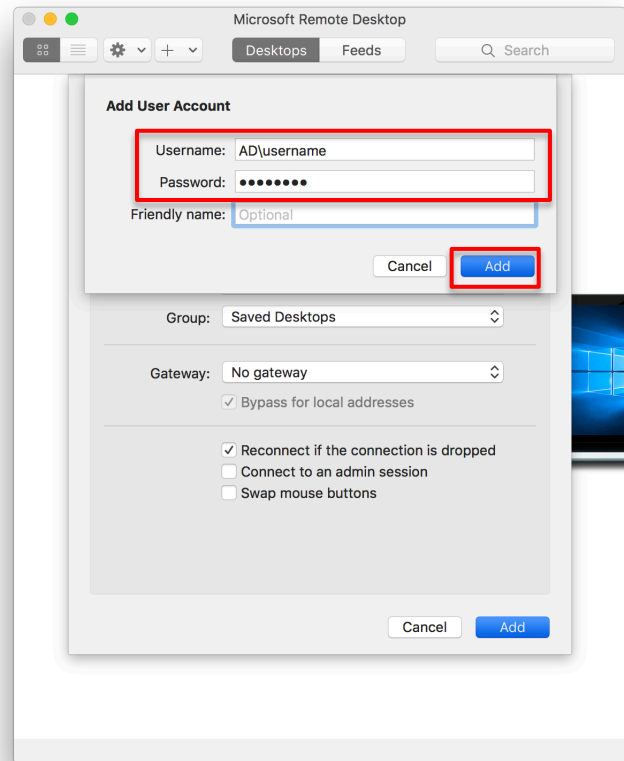 Microsoft Remote Desktop
Desktops Feeds Search
Add User Account
Username: AD\username
Password: ●●●●●●●●
Friendly name: Optional
Cancel Add
Group: Saved Desktops
Gateway: No gateway
Bypass for local addresses
Reconnect if the connection is dropped
Connect to an admin session
Swap mouse buttons
Cancel Add